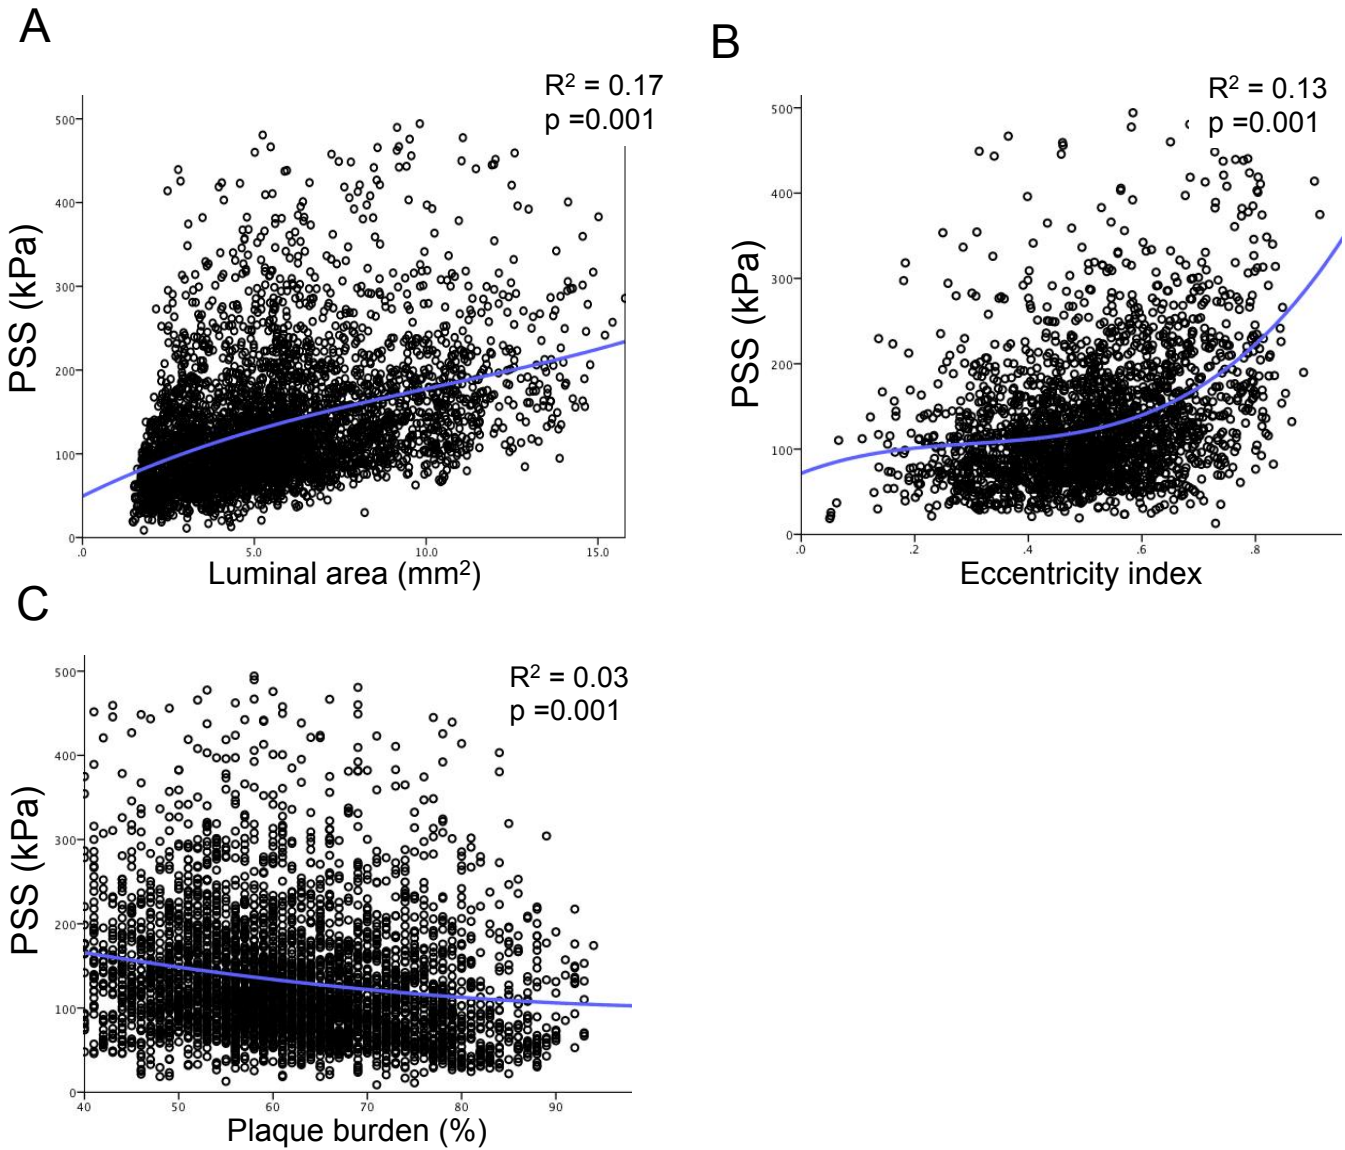 A
R² = 0.17
p =0.001
500
400
300
200
100
0
.0 5.0 10.0 15.0
PSS (kPa)
Luminal area (mm²)
B
R² = 0.13
p =0.001
500
400
300
200
100
0
.0 .2 .4 .6 .8
PSS (kPa)
Eccentricity index
C
R² = 0.03
p =0.001
500
400
300
200
100
0
40 50 60 70 80 90
PSS (kPa)
Plaque burden (%)